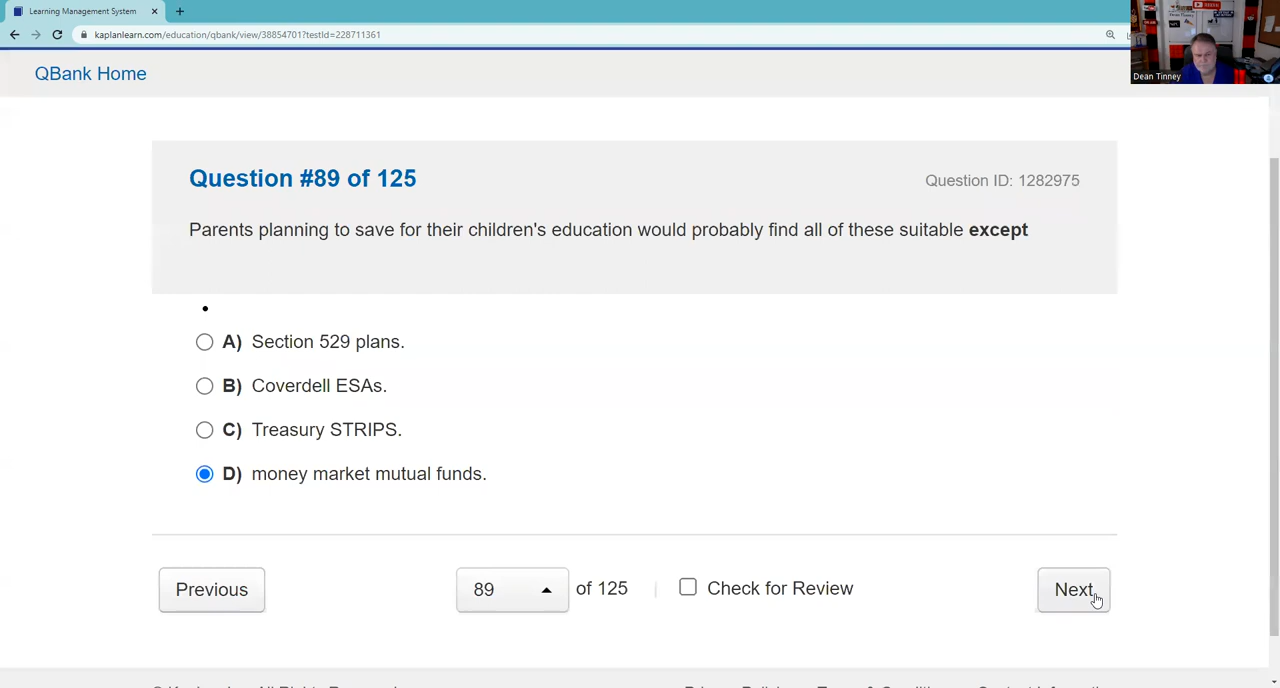 Learning Management System
kaplanlearn.com/education/qbank/view/38854701?testId=228711361
Dean Tinney
QBank Home
Question #89 of 125
Question ID: 1282975
Parents planning to save for their children's education would probably find all of these suitable except
A) Section 529 plans.
B) Coverdell ESAs.
C) Treasury STRIPS.
D) money market mutual funds.
Previous
89 of 125
Check for Review
Next